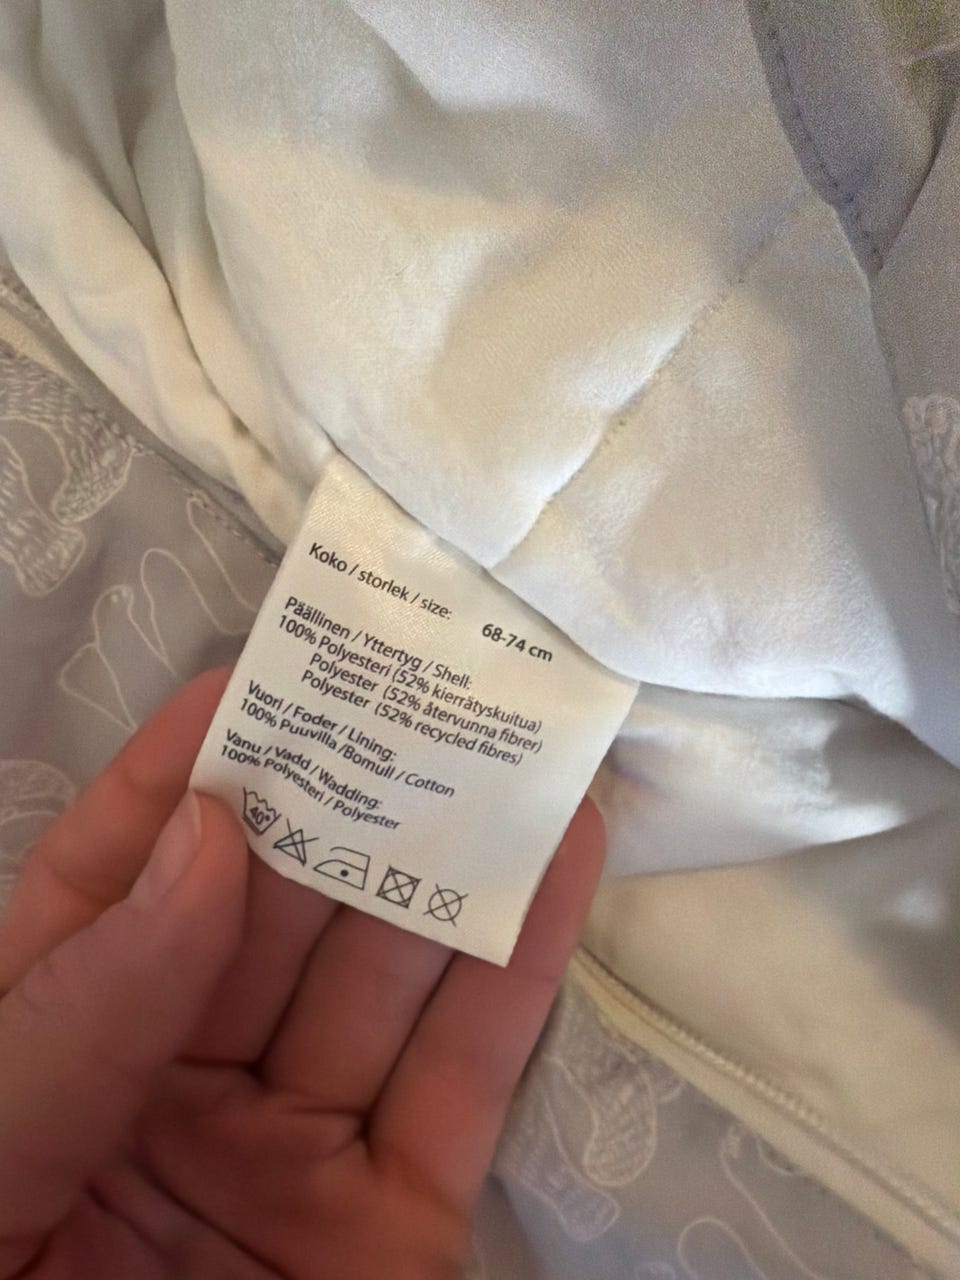 Koko / storlek / size:
68-74 cm
Päällinen / Yttertyg / Shell:
100% Polyesteri (52% kierrätyskuitua)
Polyester (52% återvunna fibrer)
Polyester (52% recycled fibres)
Vuori / Foder / Lining:
100% Puuvilla /Bomull / Cotton
Vanu / Vadd / Wadding:
100% Polyesteri / Polyester
40°